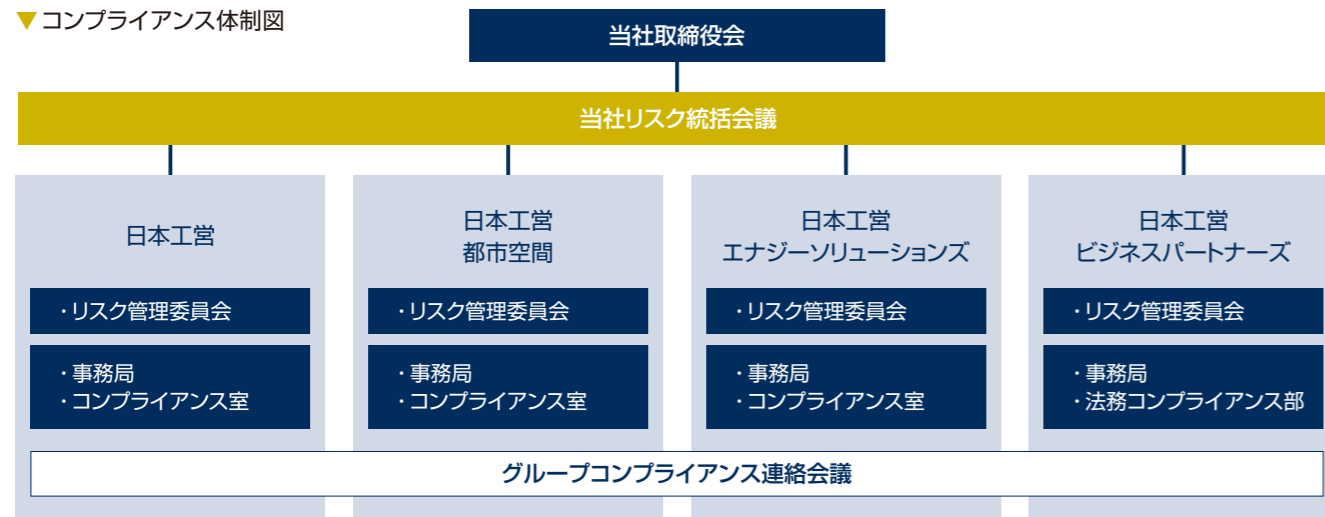 ▼コンプライアンス体制図
当社取締役会
当社リスク統括会議
日本工営
・リスク管理委員会
・事務局
・コンプライアンス室
日本工営
都市空間
・リスク管理委員会
・事務局
・コンプライアンス室
日本工営
エナジーソリューションズ
・リスク管理委員会
・事務局
・コンプライアンス室
日本工営
ビジネスパートナーズ
・リスク管理委員会
・事務局
・法務コンプライアンス部
グループコンプライアンス連絡会議